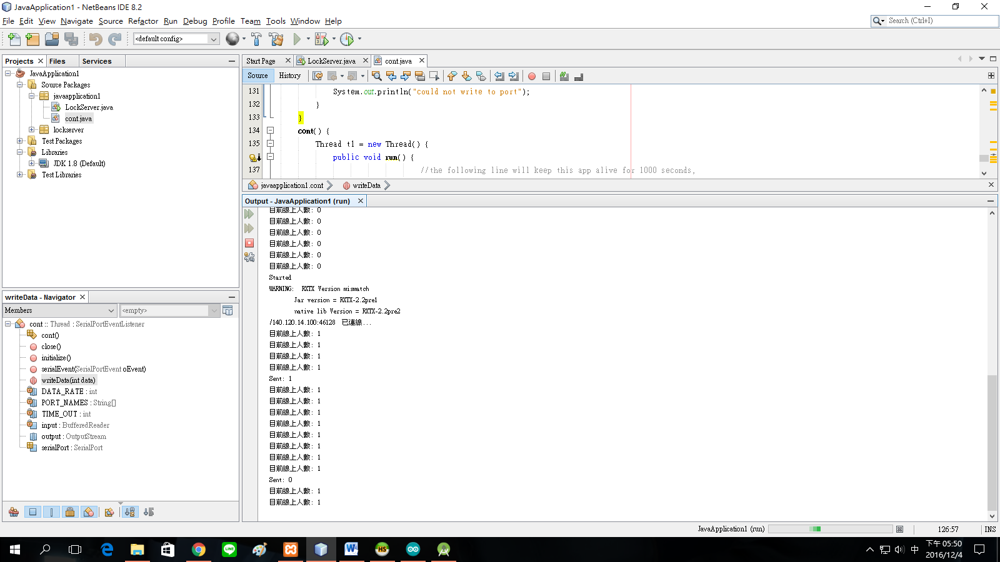 JavaApplication1 - NetBeans IDE 8.2
File Edit View Navigate Source Refactor Run Debug Profile Team Tools Window Help
Search (Ctrl+I)
<default config>
Projects Files Services
JavaApplication1
Source Packages
javaapplication1
LockServer.java
cont.java
lockserver
Test Packages
Libraries
JDK 1.8 (Default)
Test Libraries
writeData - Navigator
Members <empty>
cont :: Thread : SerialPortEventListener
cont()
close()
initialize()
serialEvent(SerialPortEvent oEvent)
writeData(int data)
DATA_RATE : int
PORT_NAMES : String[]
TIME_OUT : int
input : BufferedReader
output : OutputStream
serialPort : SerialPort
Start Page LockServer.java cont.java
Source History
131 System.out.println("could not write to port");
132 }
133 }
134 cont() {
135 Thread t1 = new Thread() {
public void run() {
137 //the following line will keep this app alive for 1000 seconds,
javaapplication1.cont writeData
Output - JavaApplication1 (run)
目前線上人數: 0
目前線上人數: 0
目前線上人數: 0
目前線上人數: 0
目前線上人數: 0
目前線上人數: 0
Started
WARNING: RXTX Version mismatch
Jar version = RXTX-2.2pre1
native lib Version = RXTX-2.2pre2
/140.120.14.100:46128 已連線...
目前線上人數: 1
目前線上人數: 1
目前線上人數: 1
目前線上人數: 1
Sent: 1
目前線上人數: 1
目前線上人數: 1
目前線上人數: 1
目前線上人數: 1
目前線上人數: 1
目前線上人數: 1
目前線上人數: 1
目前線上人數: 1
Sent: 0
目前線上人數: 1
目前線上人數: 1
JavaApplication1 (run) 126:57 INS
中 下午 05:50
2016/12/4